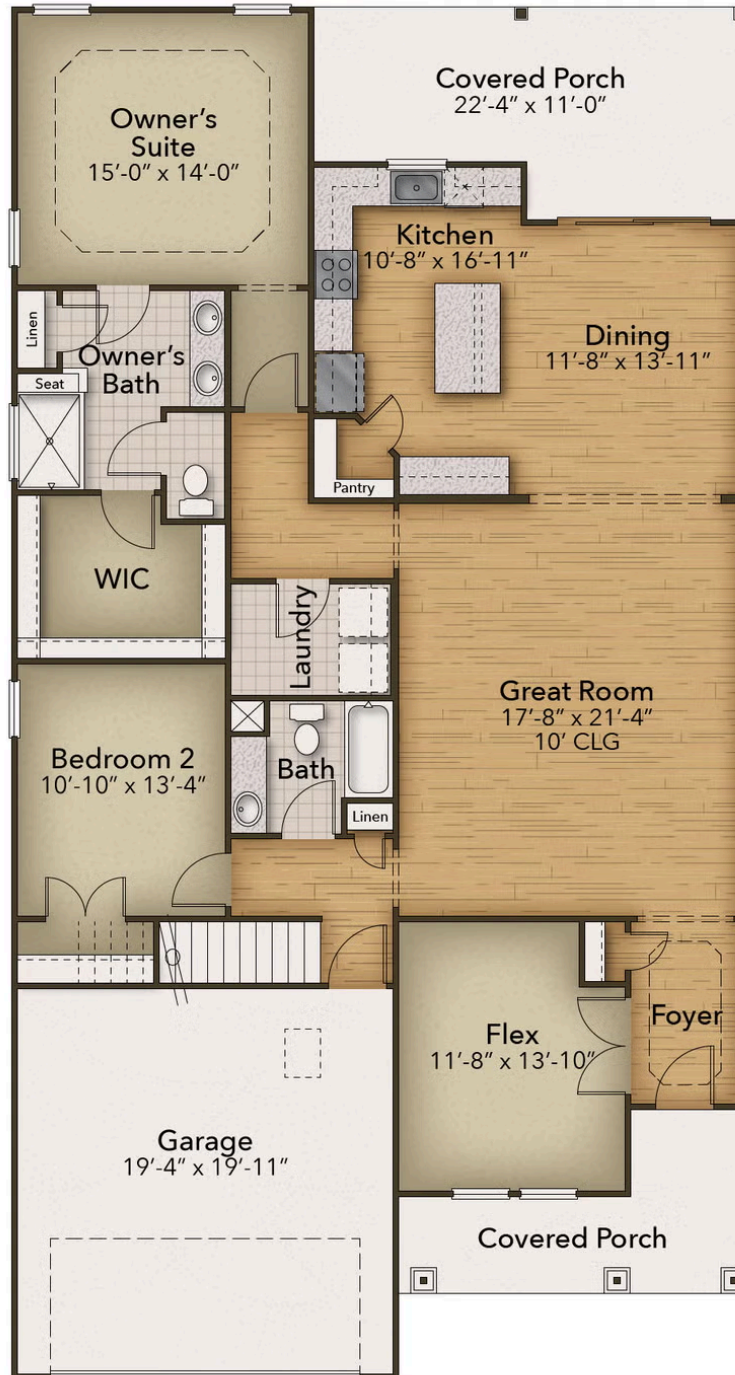 Covered Porch
22'-4" x 11'-0"
Owner's
Suite
15'-0" x 14'-0"
Kitchen
10'-8" x 16'-11"
Dining
11'-8" x 13'-11"
Linen
Owner's
Bath
Seat
Pantry
WIC
Laundry
Great Room
17'-8" x 21'-4"
10' CLG
Bedroom 2
10'-10" x 13'-4"
Bath
Linen
Flex
11'-8" x 13'-10"
Foyer
Garage
19'-4" x 19'-11"
Covered Porch